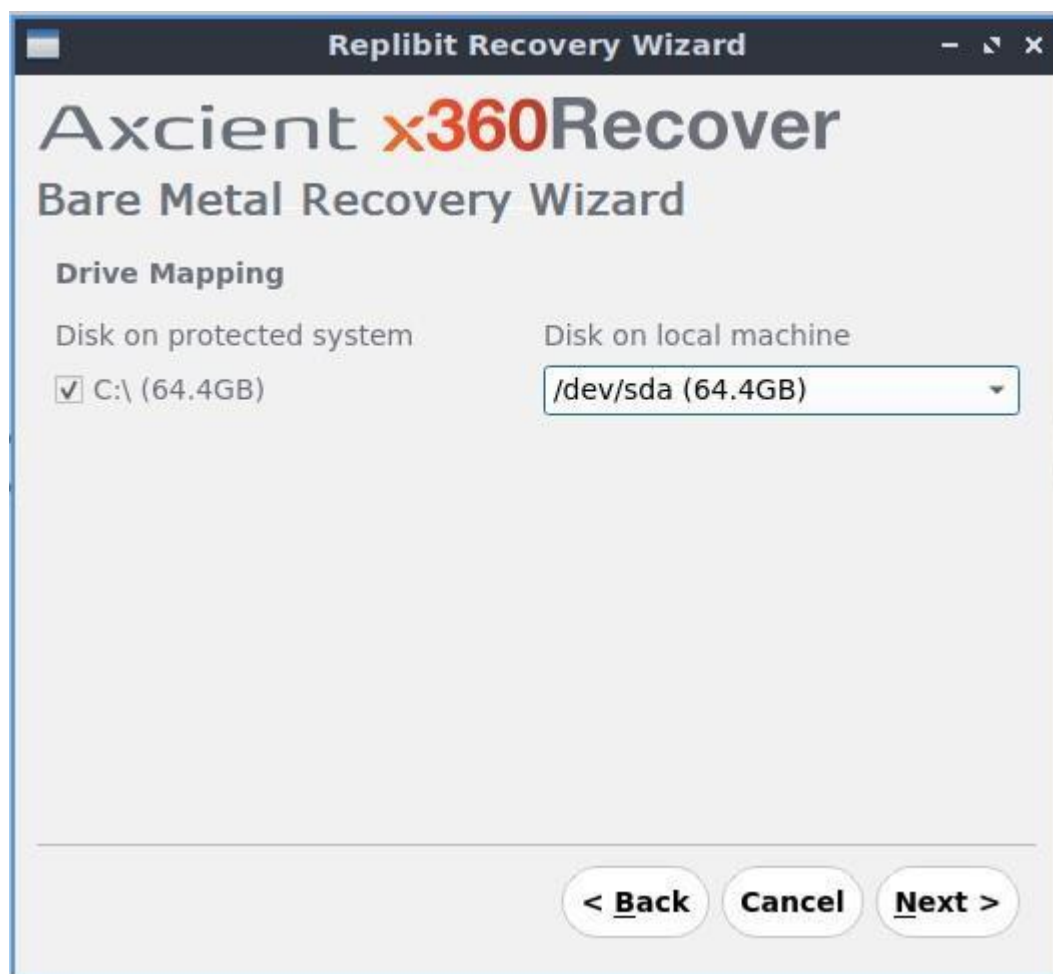 Replibit Recovery Wizard
Axcient x360Recover
Bare Metal Recovery Wizard
Drive Mapping
Disk on protected system Disk on local machine
C:\ (64.4GB) /dev/sda (64.4GB)
< Back Cancel Next >